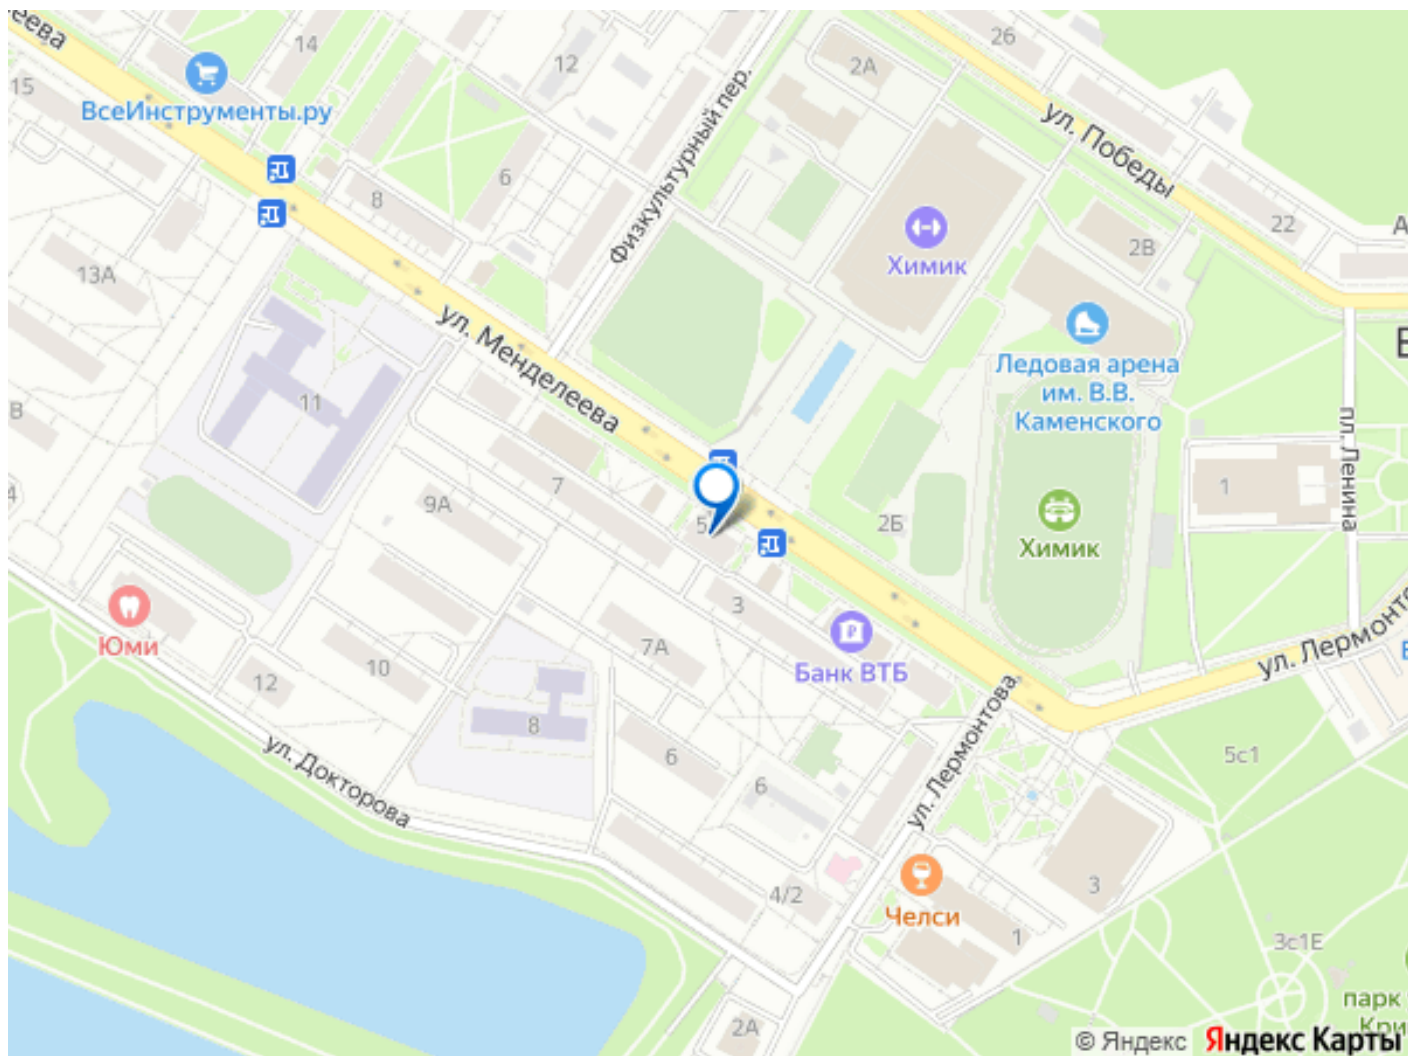 14
12
26
2А
15
ВсеИнструменты.ру
Физкультурный пер.
ул. Победы
6
8
22
2В
13А
Химик
ул. Менделеева
Ледовая арена
им. В.В.
Каменского
11
пл. Ленина
7
1
9А
5
2Б
Химик
3
Юми
7А
Банк ВТБ
ул. Лермонтова
10
12
8
ул. Лермонтова
6
5с1
ул. Докторова
6
4/2
Челси
3
1
3с1Е
парк
2А
© Яндекс
Яндекс Карты